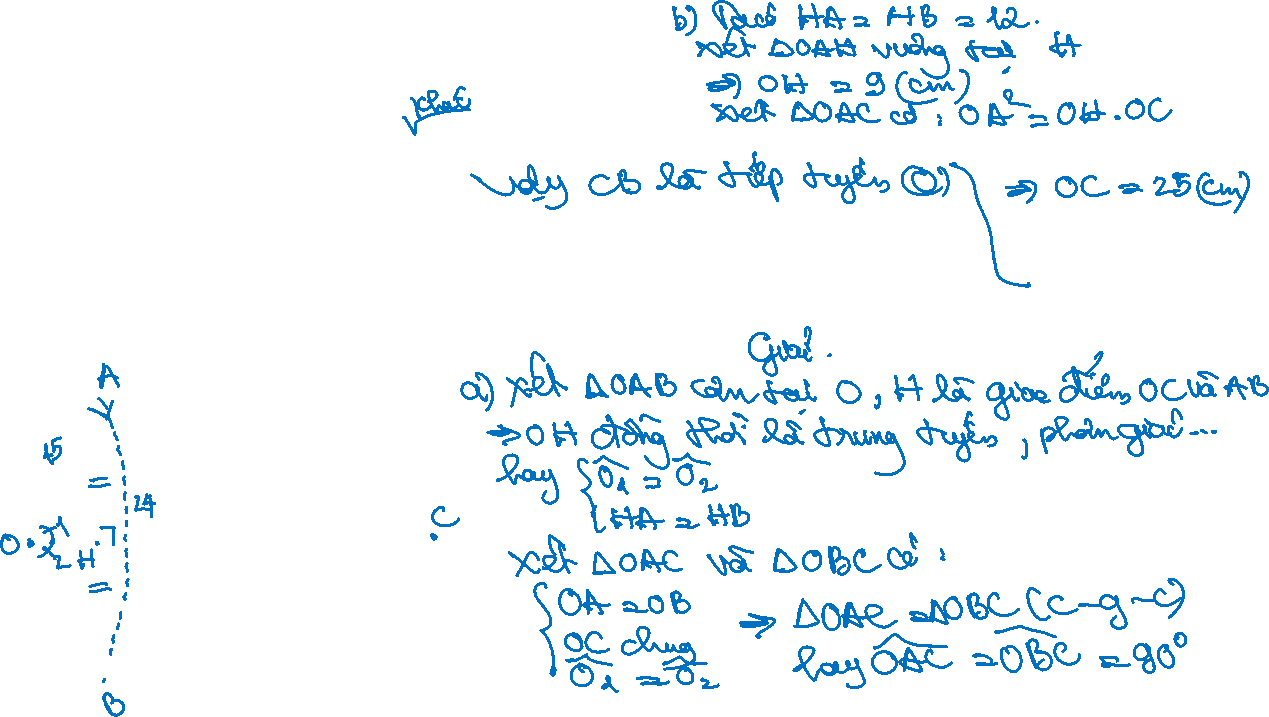 b) Ta có HA = HB = 12.
xét ΔOAH vuông tại H
⇒ OH = 9 (cm)
xét ΔOAC có : OA² = OH.OC
⇒ OC = 25 (cm)
Vậy CB là tiếp tuyến (O)
Giải.
a) Xét ΔOAB cân tại O, H là giao điểm OC và AB
⇒ OH đồng thời là trung tuyến, phân giác...
hay { Ô₁ = Ô₂
HA = HB
Xét ΔOAC và ΔOBC có :
{ OA = OB
OC chung
Ô₁ = Ô₂
⇒ ΔOAC = ΔOBC (c-g-c)
hay OAC = OBC = 90⁰
A
15
24
O 1
2 H
C
B